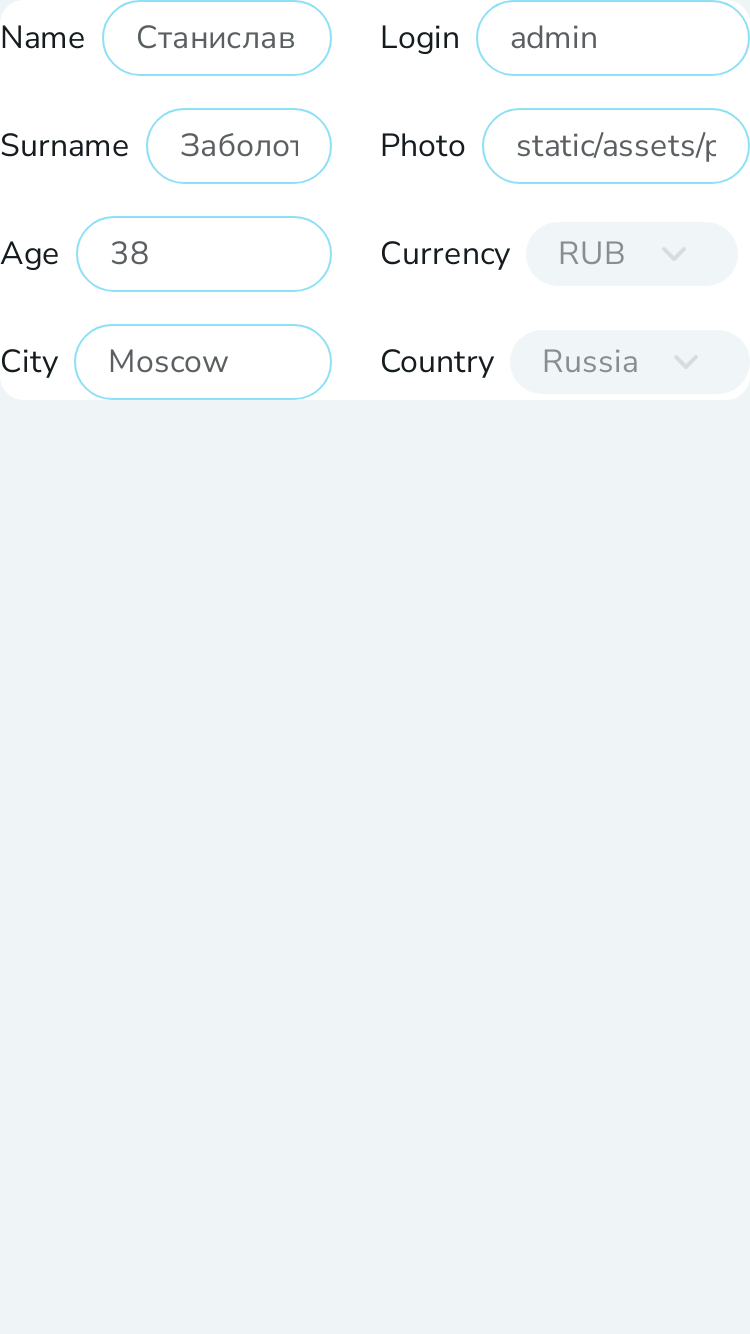 Name Станислав Login admin
Surname Заболот Photo static/assets/p
Age 38 Currency RUB
City Moscow Country Russia